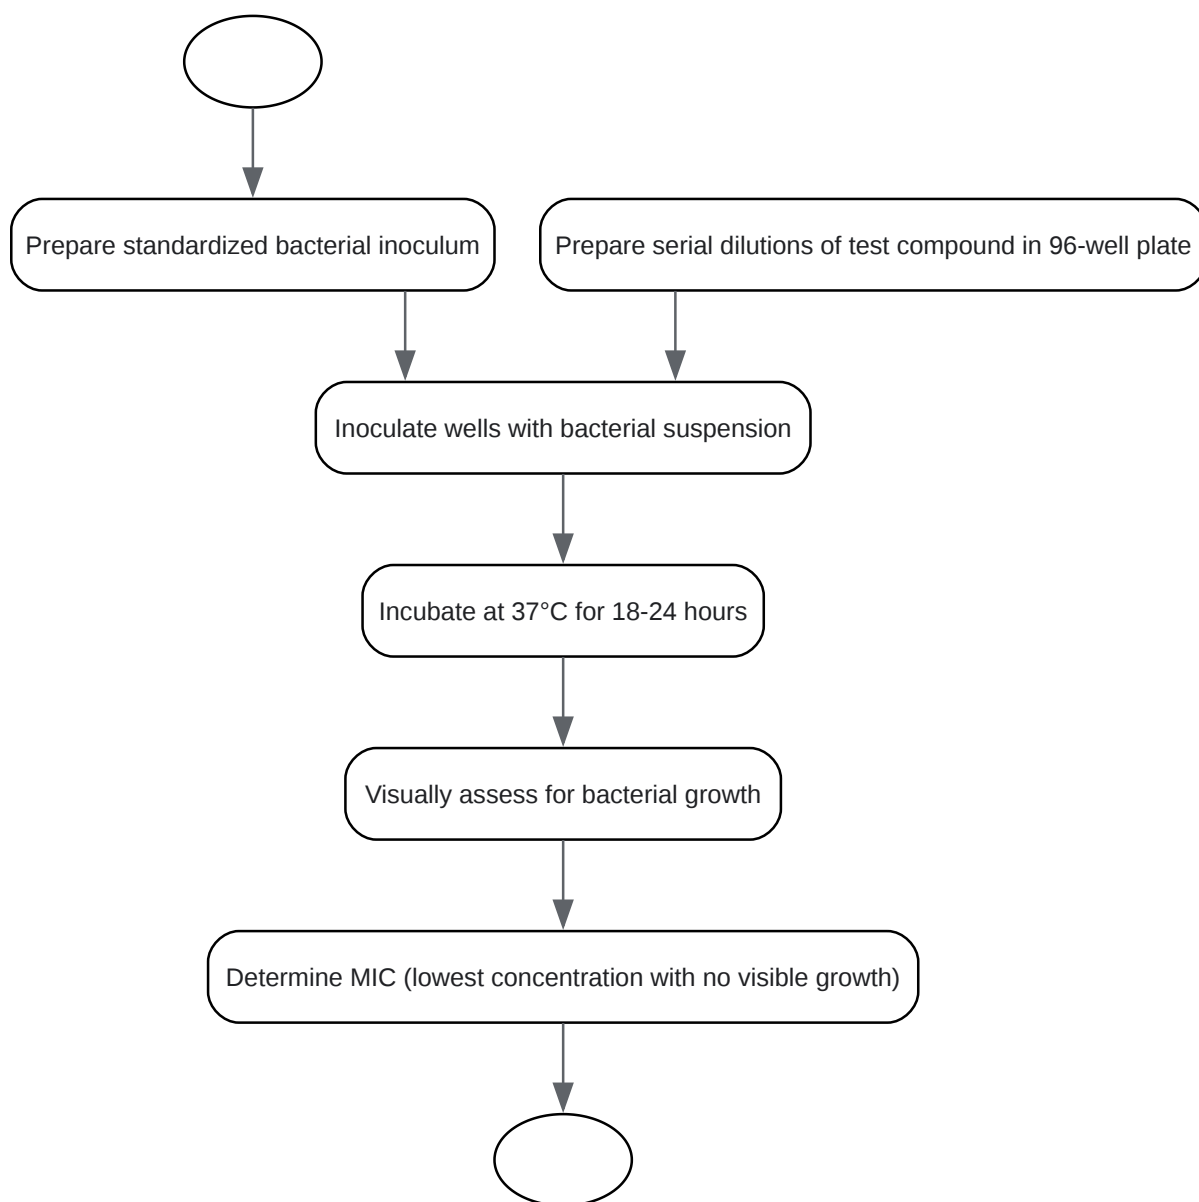 Prepare standardized bacterial inoculum
Prepare serial dilutions of test compound in 96-well plate
Inoculate wells with bacterial suspension
Incubate at 37°C for 18-24 hours
Visually assess for bacterial growth
Determine MIC (lowest concentration with no visible growth)